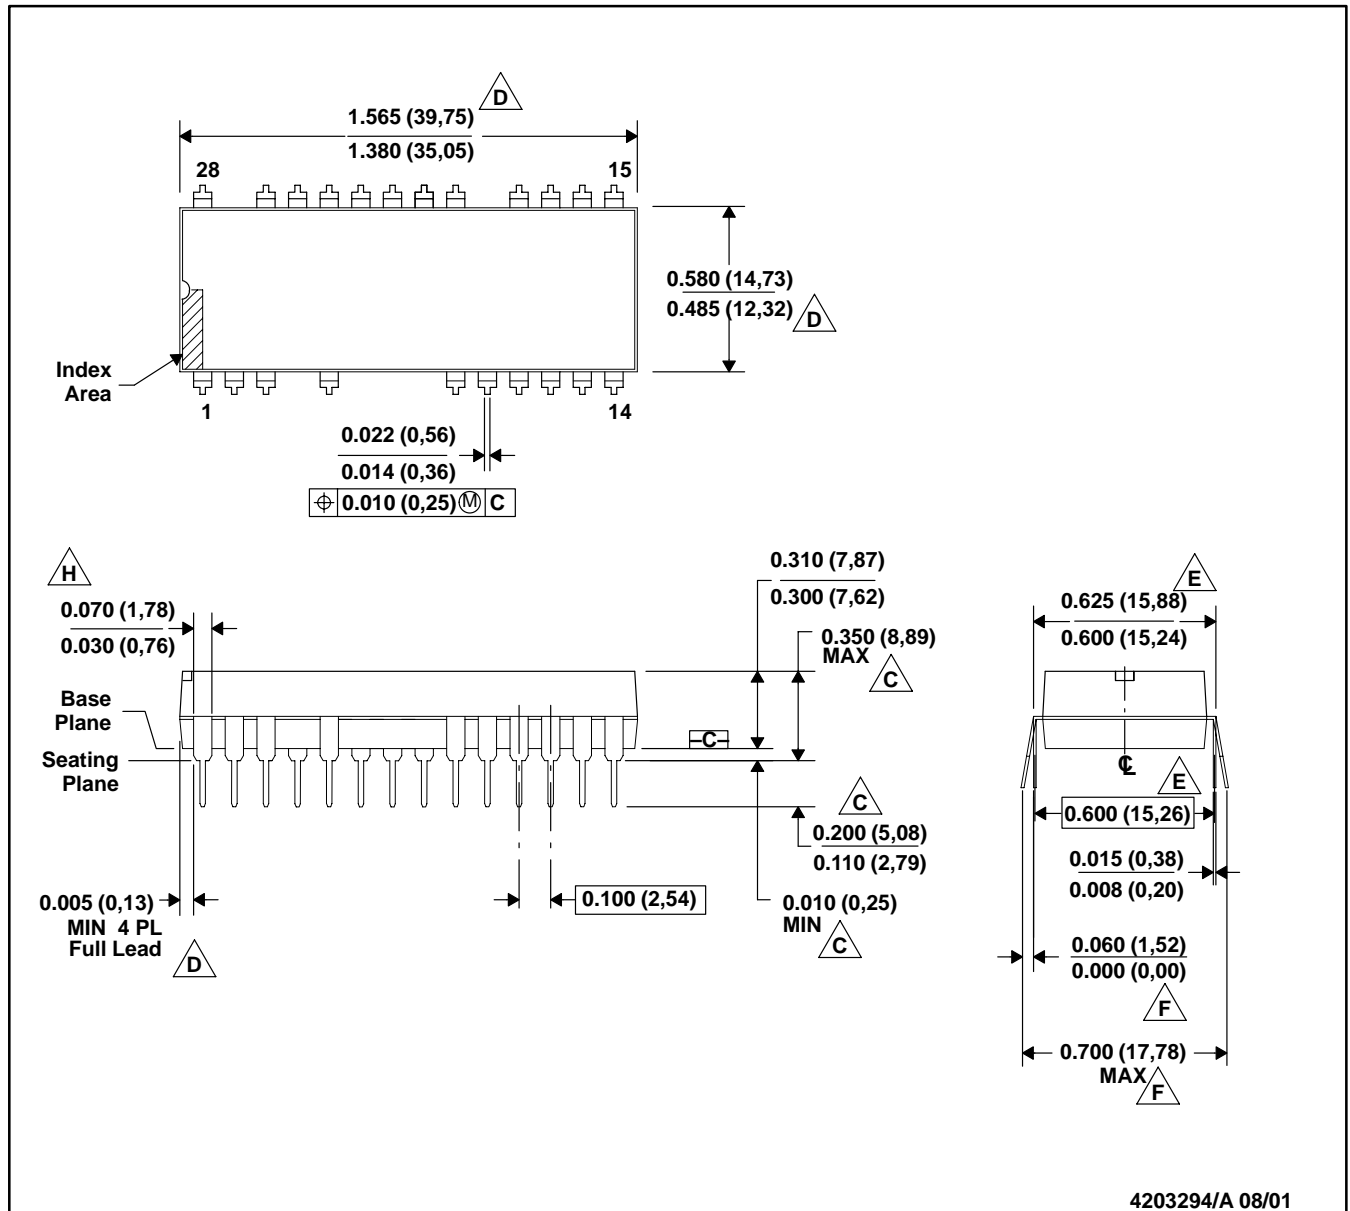 D
1.565 (39,75)
1.380 (35,05)
28
15
0.580 (14,73)
0.485 (12,32)
D
Index
Area
1
14
0.022 (0,56)
0.014 (0,36)
0.010 (0,25) Ⓜ C
H
0.070 (1,78)
0.030 (0,76)
0.310 (7,87)
0.300 (7,62)
0.350 (8,89)
MAX
C
E
0.625 (15,88)
0.600 (15,24)
Base
Plane
–C–
Seating
Plane
C
0.200 (5,08)
0.110 (2,79)
℄
E
0.600 (15,26)
0.015 (0,38)
0.008 (0,20)
0.005 (0,13)
MIN 4 PL
Full Lead
D
0.100 (2,54)
0.010 (0,25)
MIN
C
0.060 (1,52)
0.000 (0,00)
F
0.700 (17,78)
MAX
F
4203294/A 08/01